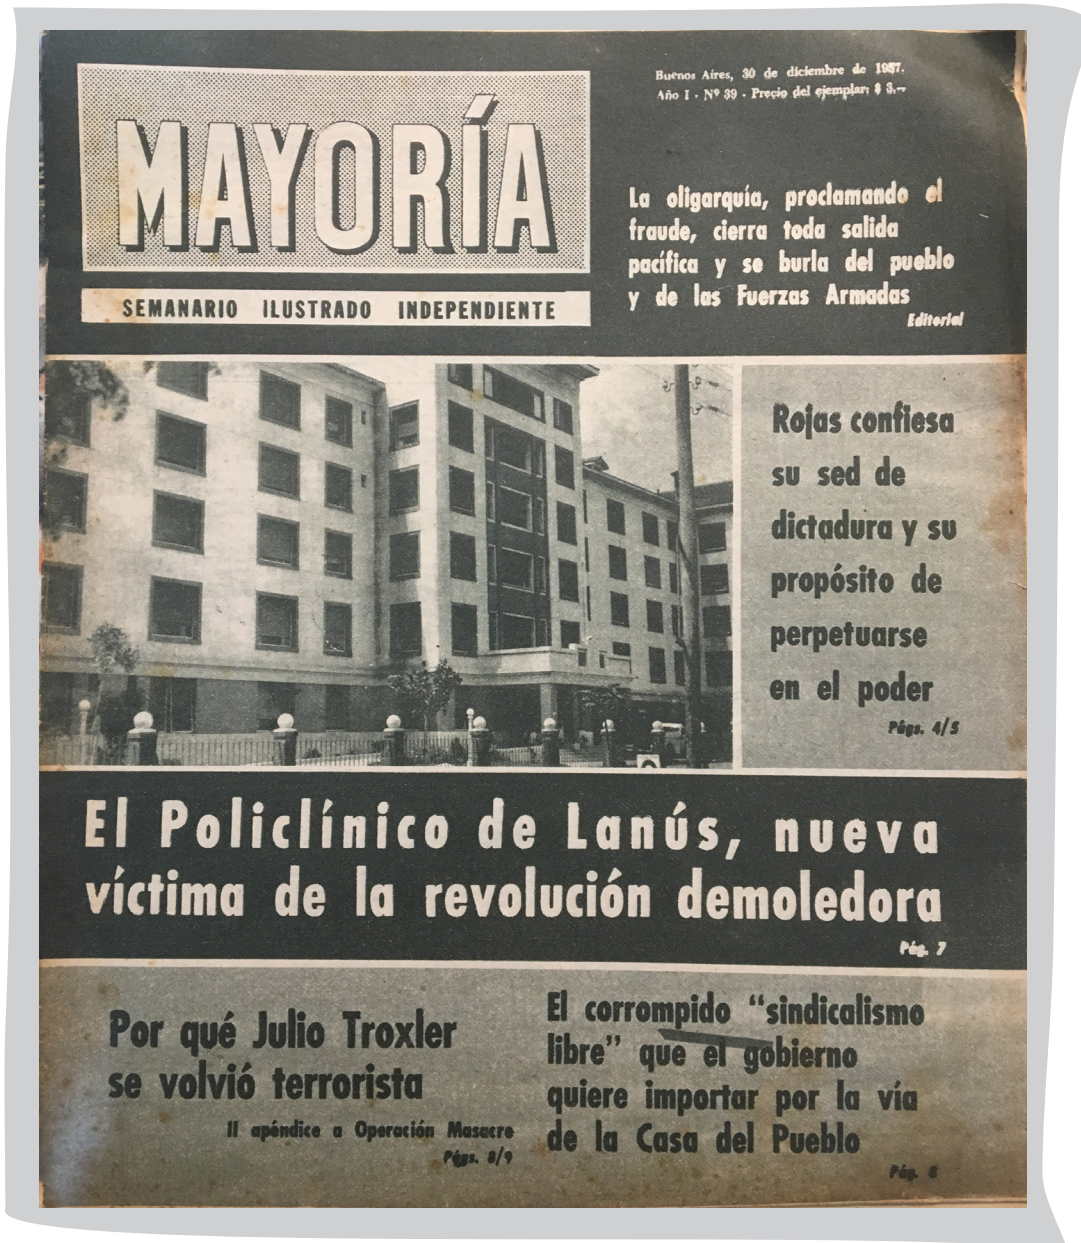 Buenos Aires, 30 de diciembre de 1957.
Año I - Nº 39 - Precio del ejemplar: $ 3.–
MAYORÍA
SEMANARIO ILUSTRADO INDEPENDIENTE
La oligarquía, proclamando el
fraude, cierra toda salida
pacífica y se burla del pueblo
y de las Fuerzas Armadas
Editorial
Rojas confiesa
su sed de
dictadura y su
propósito de
perpetuarse
en el poder
Págs. 4/5
El Policlínico de Lanús, nueva
víctima de la revolución demoledora
Pág. 7
Por qué Julio Troxler
se volvió terrorista
II apéndice a Operación Masacre
Págs. 8/9
El corrompido “sindicalismo
libre” que el gobierno
quiere importar por la vía
de la Casa del Pueblo
Pág.